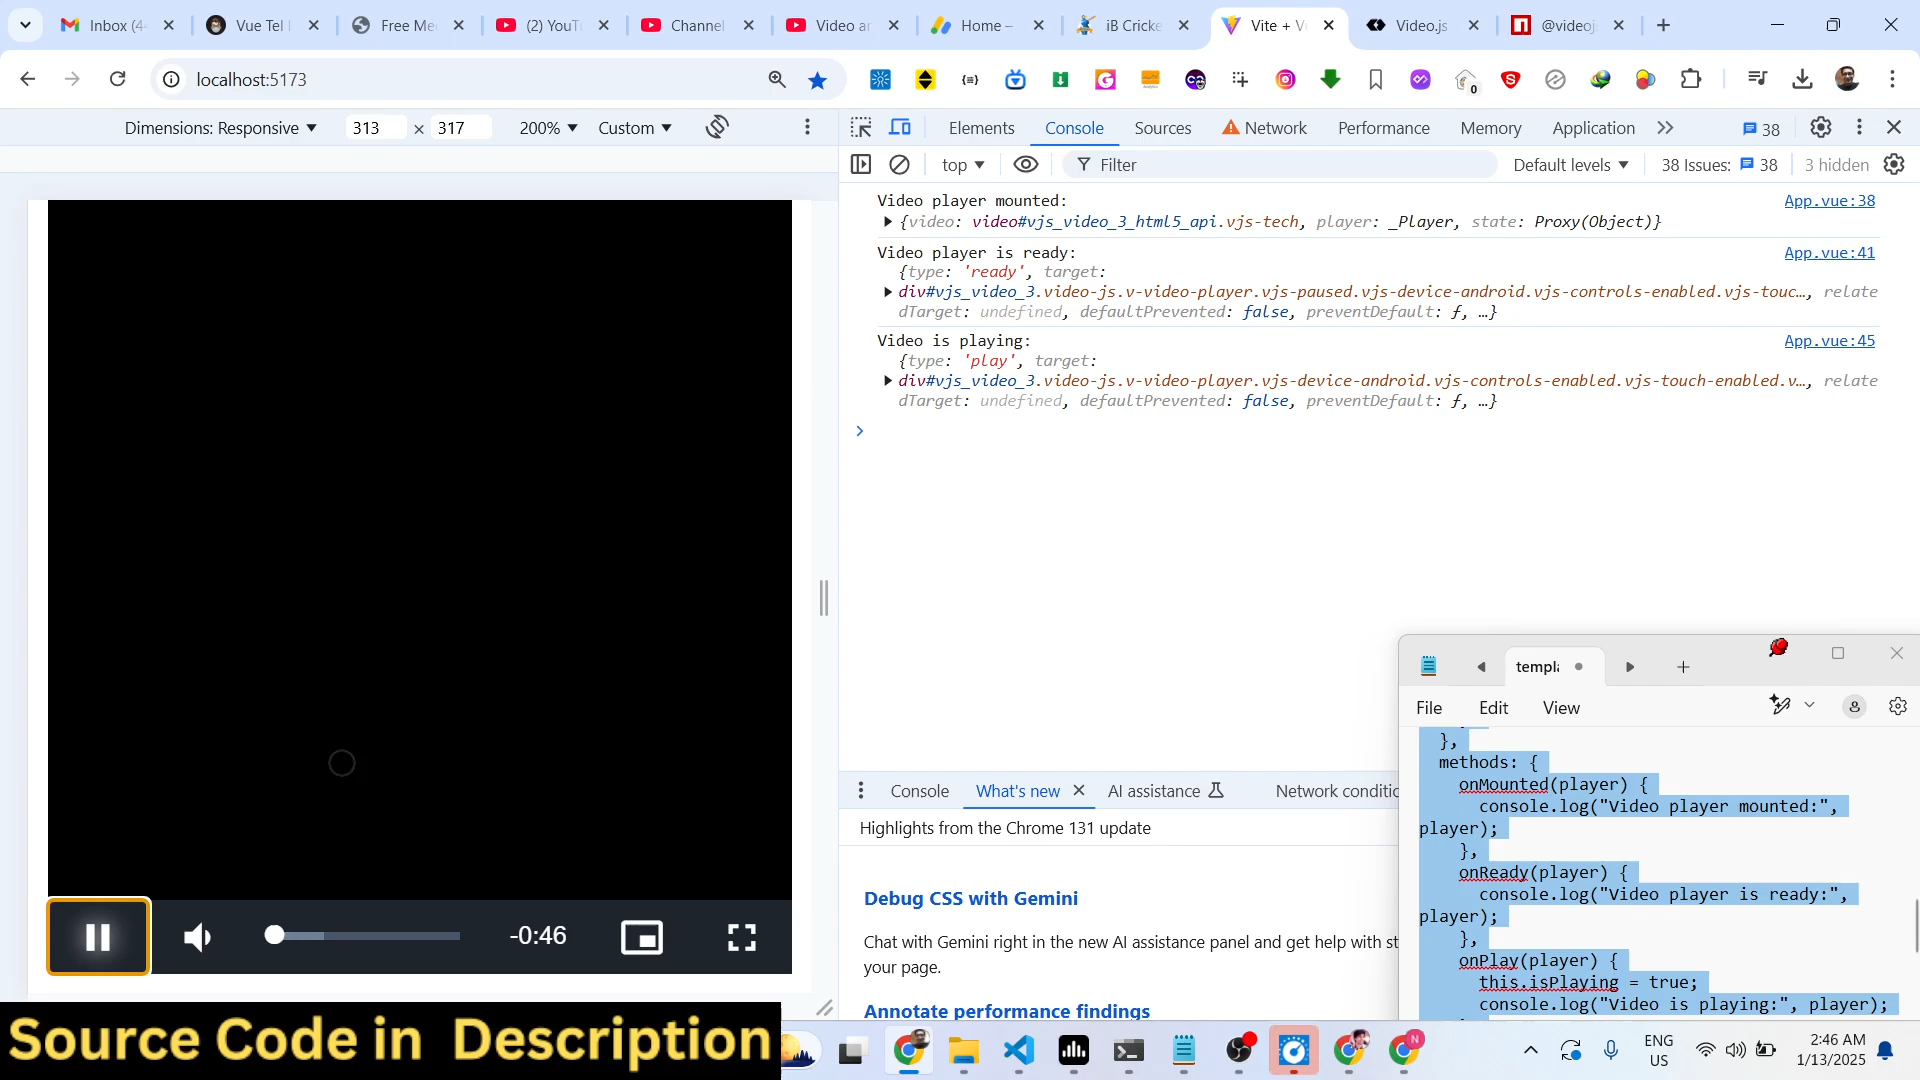 Inbox (4
Vue Tel
Free Me
(2) YouT
Channel
Video a
Home –
iB Cricke
Vite + V
Video.js
@videoj
localhost:5173
0
Dimensions: Responsive
313 × 317
200%
Custom
Elements
Console
Sources
Network
Performance
Memory
Application
38
top
Filter
Default levels
38 Issues: 38
3 hidden
Video player mounted: App.vue:38
{video: video#vjs_video_3_html5_api.vjs-tech, player: _Player, state: Proxy(Object)}
Video player is ready: App.vue:41
{type: 'ready', target:
div#vjs_video_3.video-js.v-video-player.vjs-paused.vjs-device-android.vjs-controls-enabled.vjs-touc…, relate
dTarget: undefined, defaultPrevented: false, preventDefault: ƒ, …}
Video is playing: App.vue:45
{type: 'play', target:
div#vjs_video_3.video-js.v-video-player.vjs-device-android.vjs-controls-enabled.vjs-touch-enabled.v…, relate
dTarget: undefined, defaultPrevented: false, preventDefault: ƒ, …}
-0:46
Console
What's new
AI assistance
Network conditic
Highlights from the Chrome 131 update
Debug CSS with Gemini
Chat with Gemini right in the new AI assistance panel and get help with st
your page.
Annotate performance findings
templa
File
Edit
View
},
methods: {
onMounted(player) {
console.log("Video player mounted:",
player);
},
onReady(player) {
console.log("Video player is ready:",
player);
},
onPlay(player) {
this.isPlaying = true;
console.log("Video is playing:", player);
Source Code in Description
N
ENG
US
2:46 AM
1/13/2025